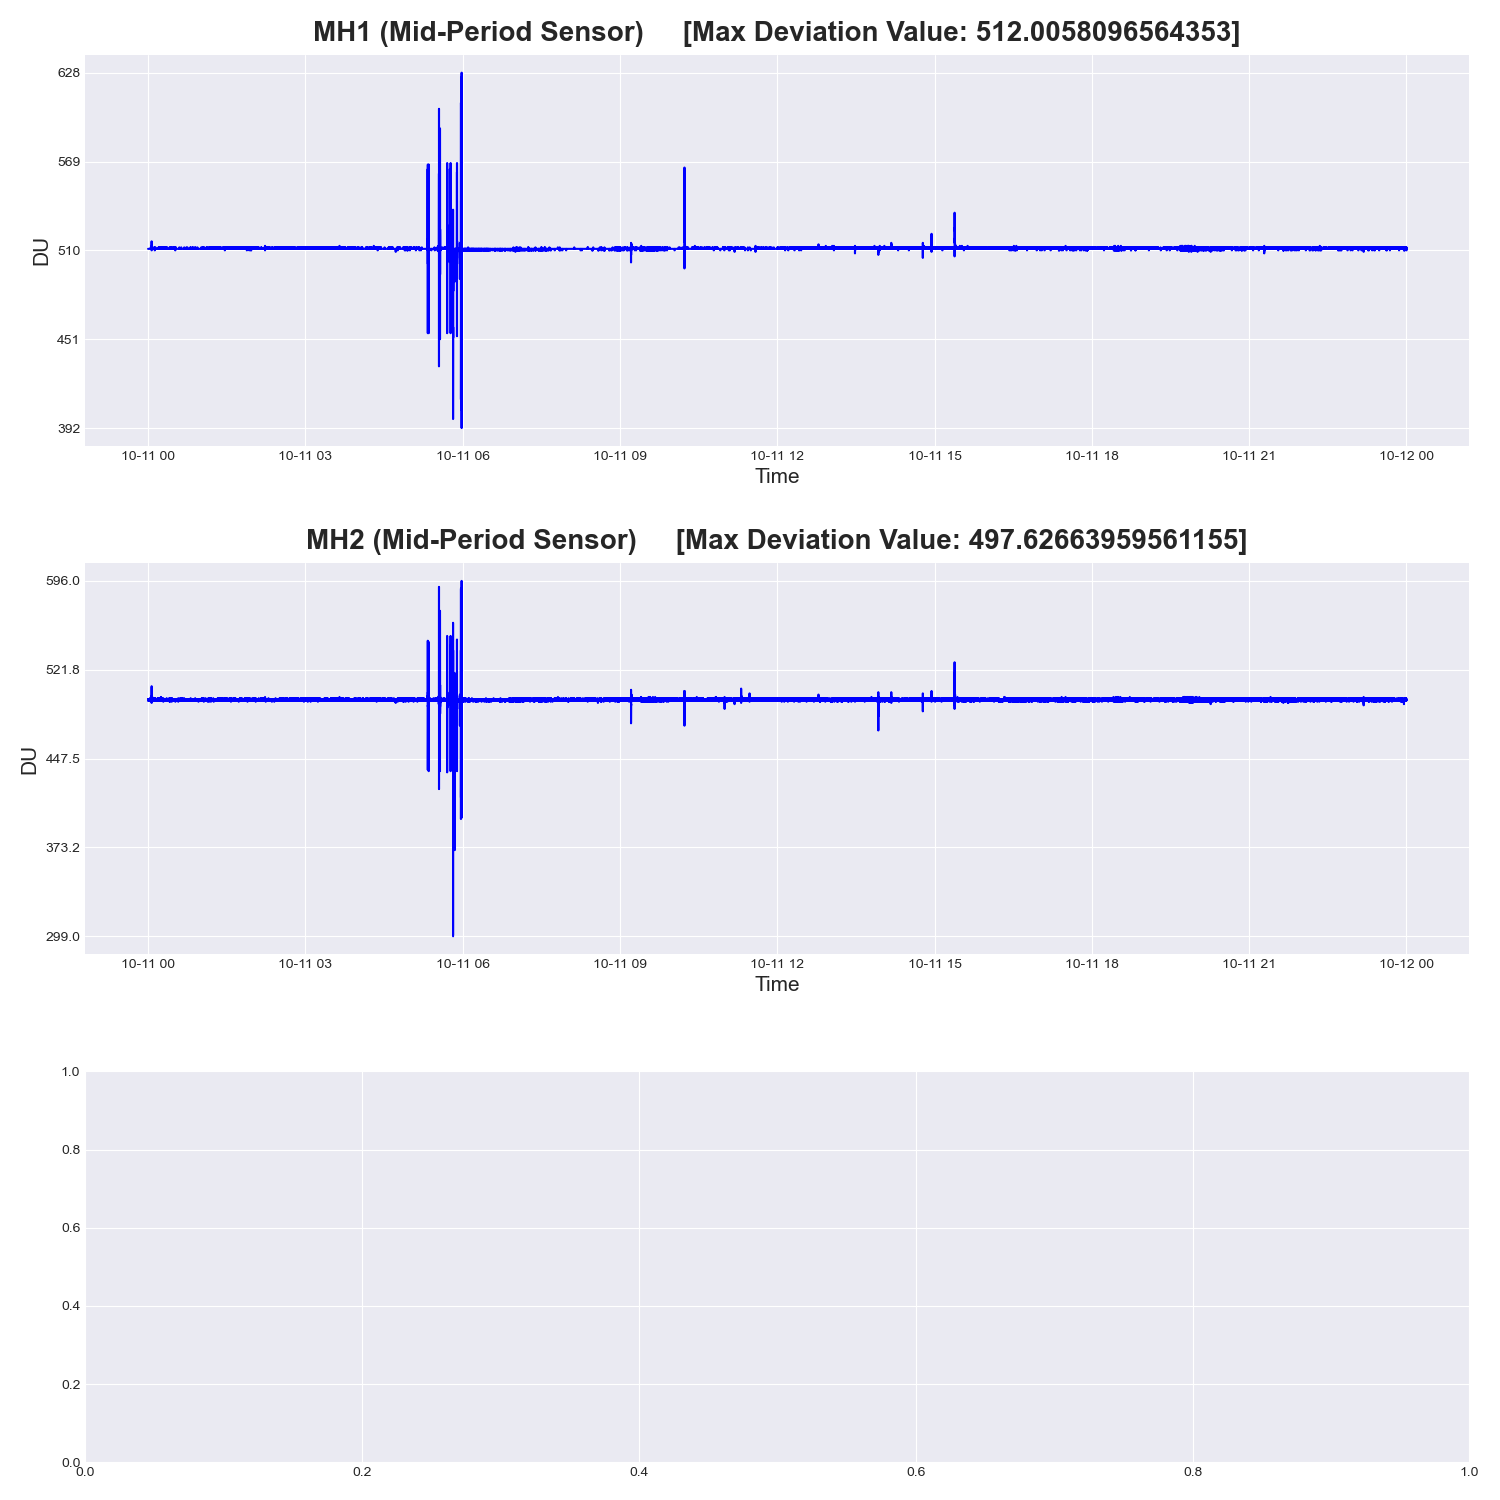 MH1 (Mid-Period Sensor) [Max Deviation Value: 512.0058096564353]
628
569
510
451
392
DU
10-11 00 10-11 03 10-11 06 10-11 09 10-11 12 10-11 15 10-11 18 10-11 21 10-12 00
Time
MH2 (Mid-Period Sensor) [Max Deviation Value: 497.62663959561155]
596.0
521.8
447.5
373.2
299.0
DU
10-11 00 10-11 03 10-11 06 10-11 09 10-11 12 10-11 15 10-11 18 10-11 21 10-12 00
Time
1.0
0.8
0.6
0.4
0.2
0.0
0.0 0.2 0.4 0.6 0.8 1.0